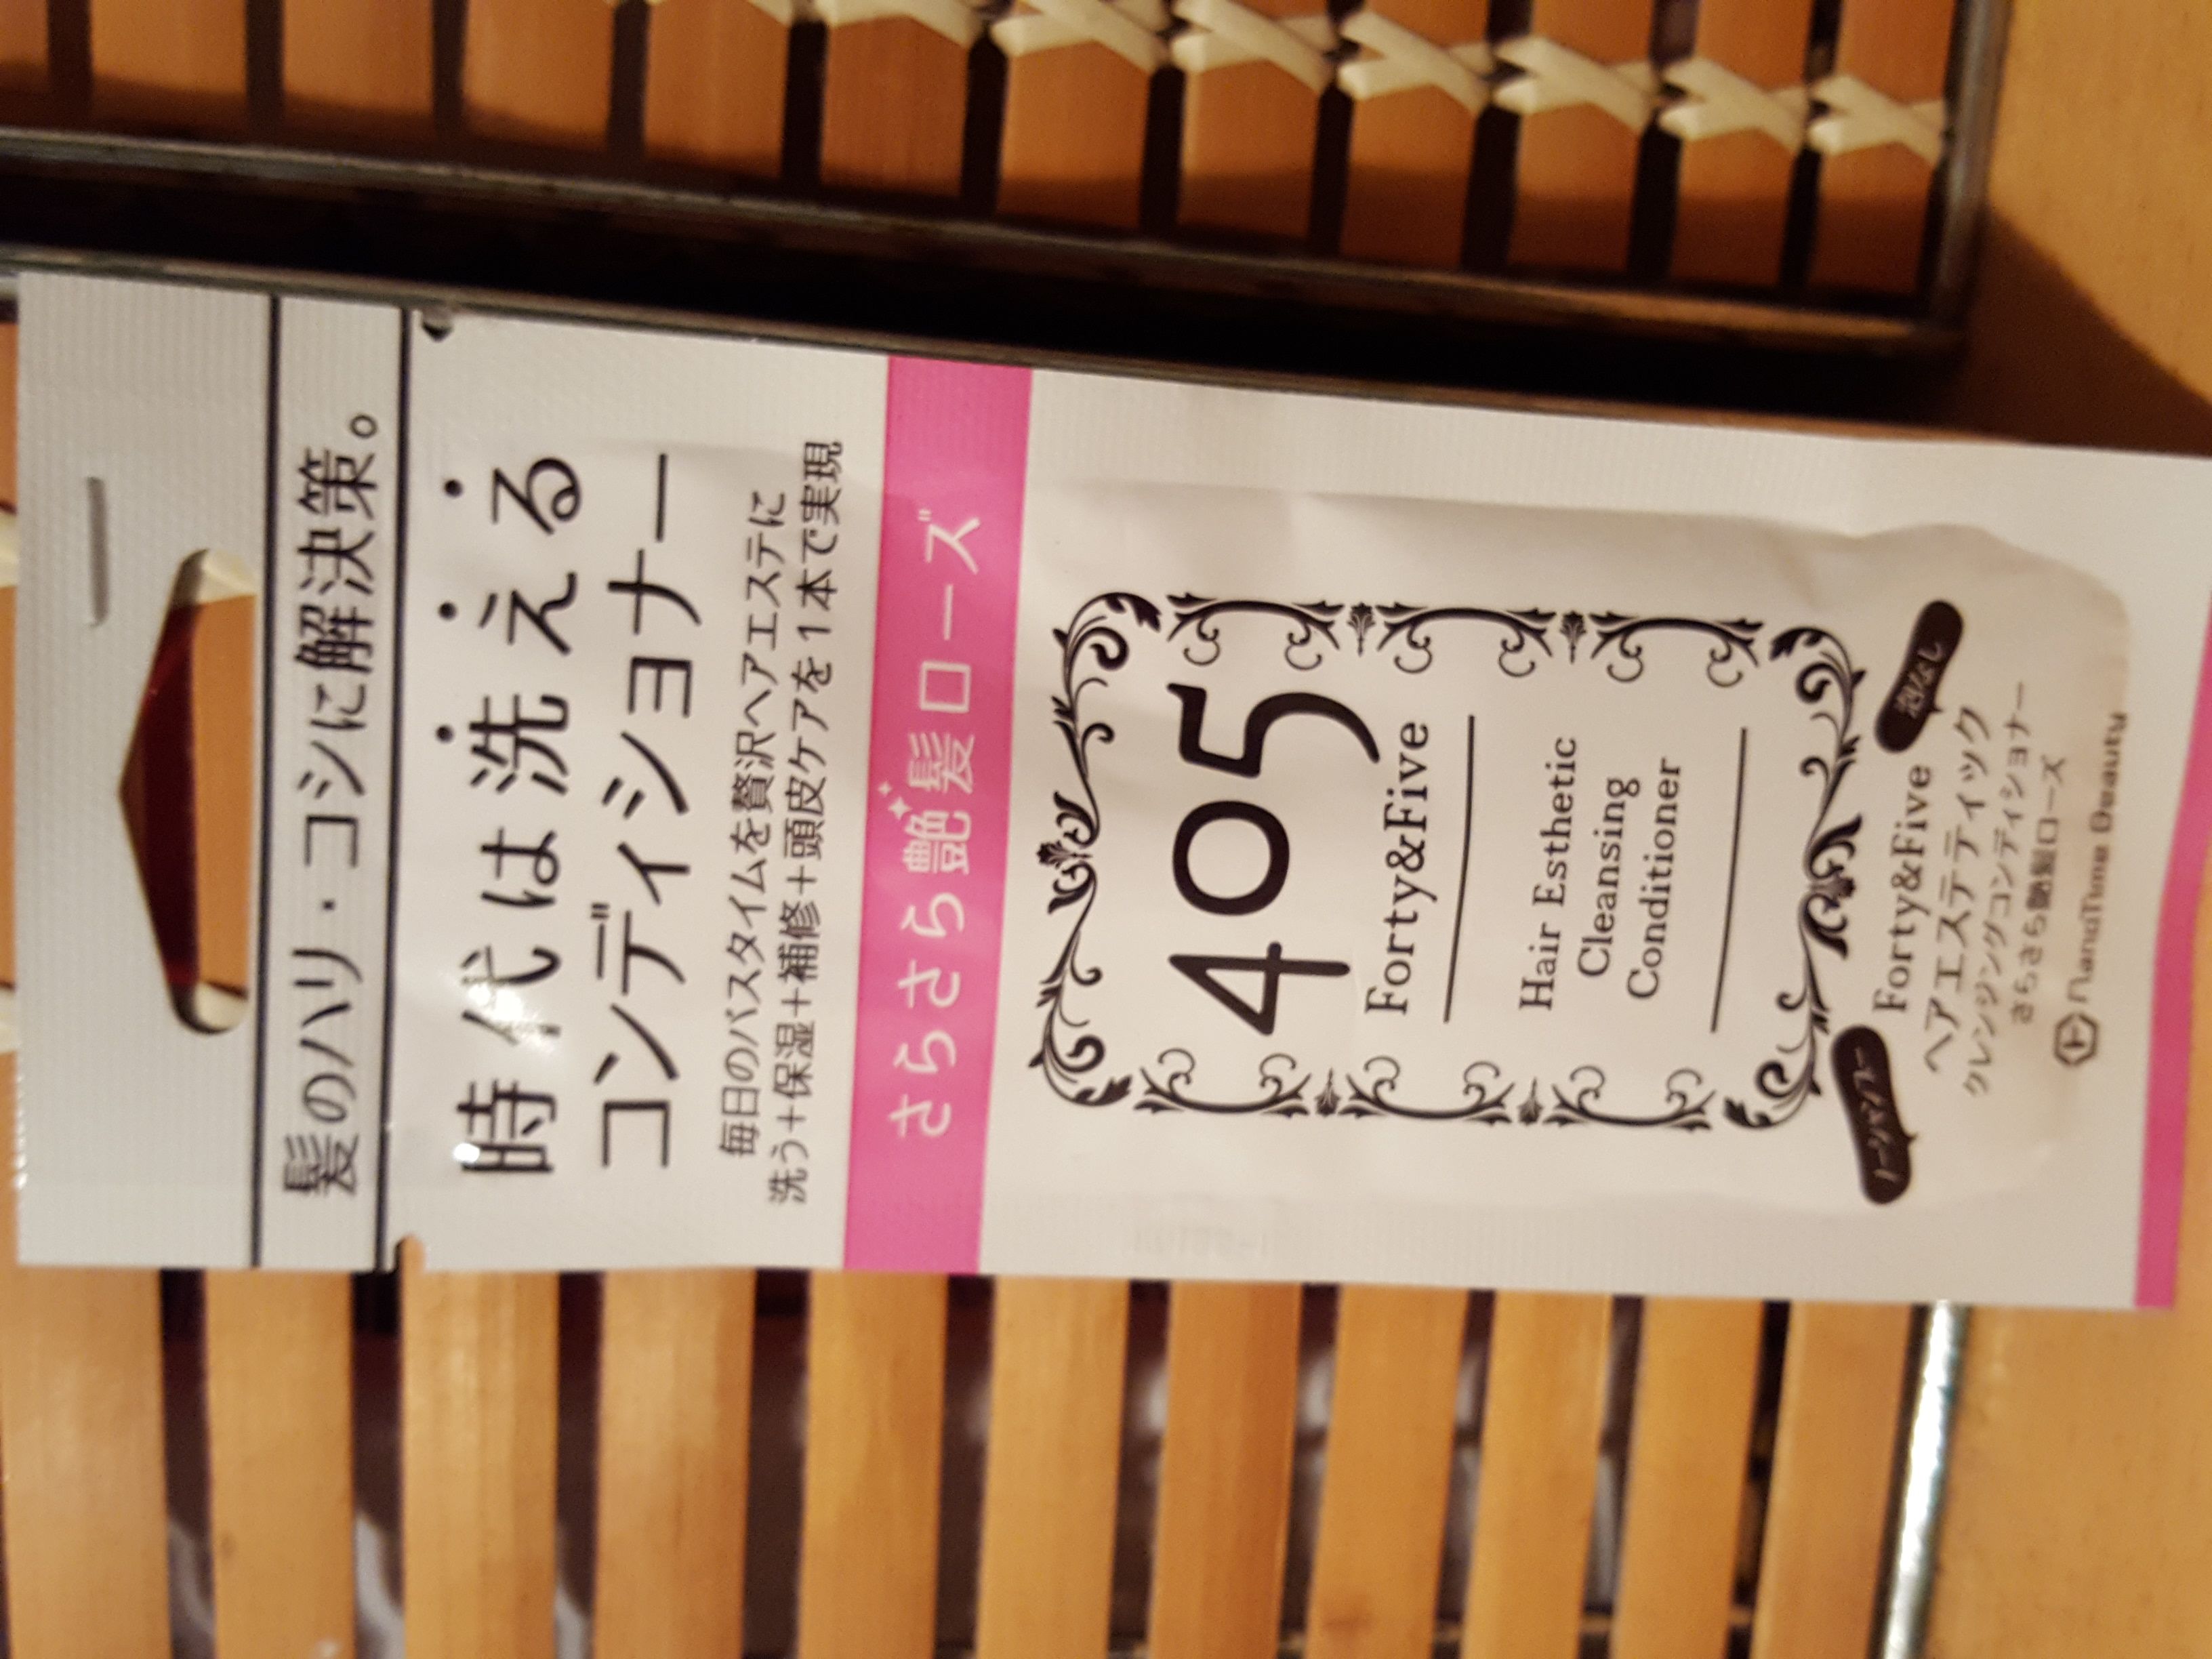 髪のハリ・コシに解決策。
時代は洗える
コンディショナー
毎日のバスタイムを贅沢ヘアエステに
洗う+保湿+補修+頭皮ケアを1本で実現
さらさら艶髪ローズ
405
Forty&Five
Hair Esthetic
Cleansing
Conditioner
ノーシャンプー
泡なし
Forty&Five
ヘアエステティック
クレンジングコンディショナー
さらさら艶髪ローズ
NanoTime Beauty